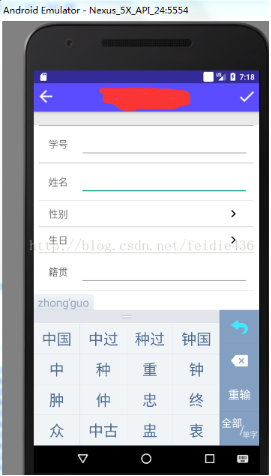 Android Emulator - Nexus_5X_API_24:5554
7:18
学号
姓名
性别
生日
http://blog.csdn.net/feidie436
籍贯
zhong'guo
中国 中过 种过 钟国
中 种 重 钟 重输
肿 仲 忠 终 全部/单字
众 中古 盅 衷